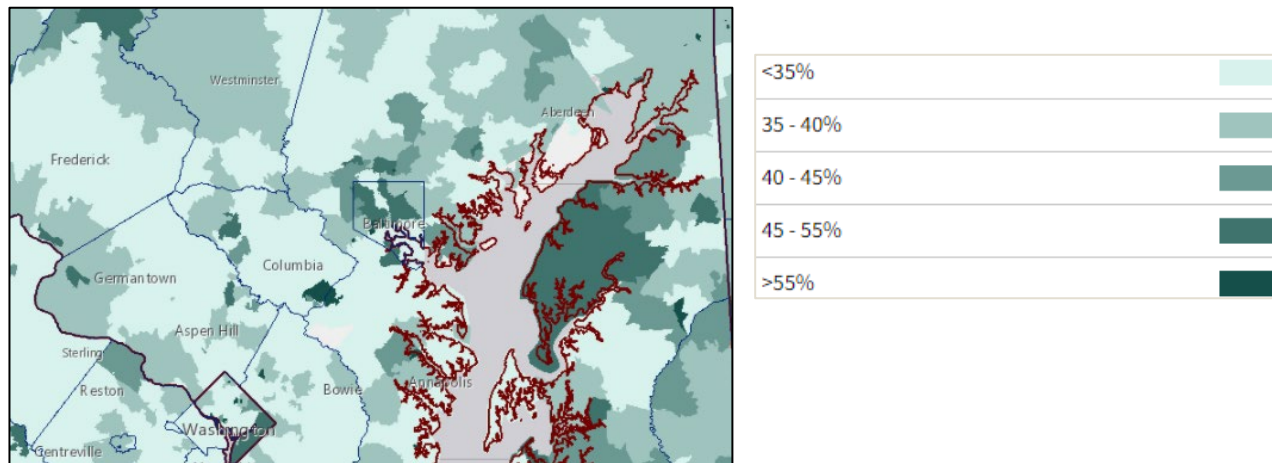 Westminster
Aberdeen
Frederick
Baltimore
Columbia
Germantown
Aspen Hill
Sterling
Reston
Bowie
Annapolis
Washington
Centreville
<35%
35 - 40%
40 - 45%
45 - 55%
>55%